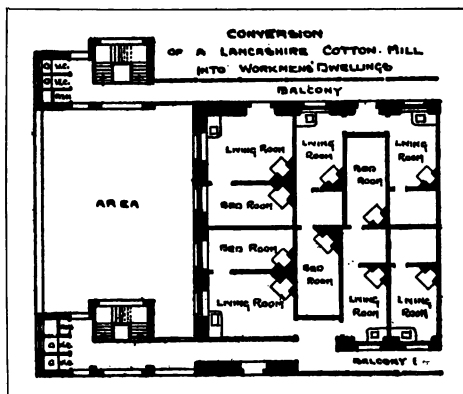 CONVERSION
OF A LANCASHIRE COTTON MILL
INTO WORKMENS' DWELLINGS
BALCONY
W.C.
W.C.
LIVING ROOM
LIVING ROOM
BED ROOM
LIVING ROOM
AREA
BED ROOM
BED ROOM
BED ROOM
LIVING ROOM
LIVING ROOM
LIVING ROOM
BALCONY